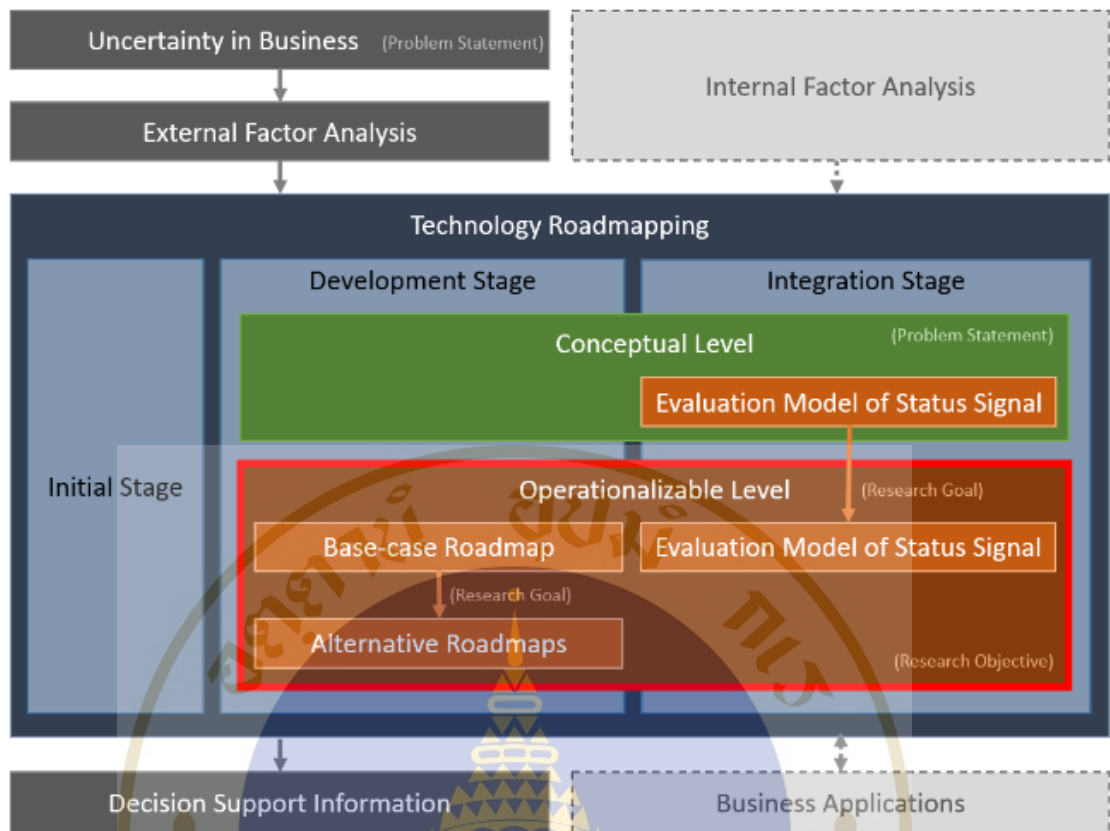 Uncertainty in Business (Problem Statement)
Internal Factor Analysis
External Factor Analysis
Technology Roadmapping
Development Stage
Integration Stage
Conceptual Level
(Problem Statement)
Evaluation Model of Status Signal
Initial Stage
Operationalizable Level
(Research Goal)
Base-case Roadmap
Evaluation Model of Status Signal
(Research Goal)
Alternative Roadmaps
(Research Objective)
Decision Support Information
Business Applications